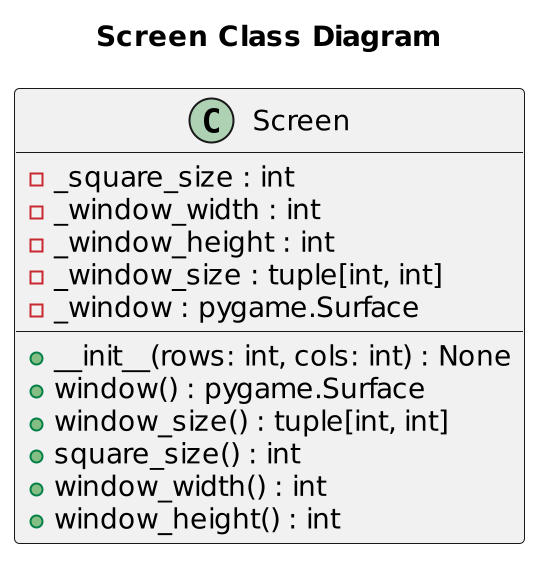 Screen Class Diagram
C Screen
_square_size : int
_window_width : int
_window_height : int
_window_size : tuple[int, int]
_window : pygame.Surface
__init__(rows: int, cols: int) : None
window() : pygame.Surface
window_size() : tuple[int, int]
square_size() : int
window_width() : int
window_height() : int